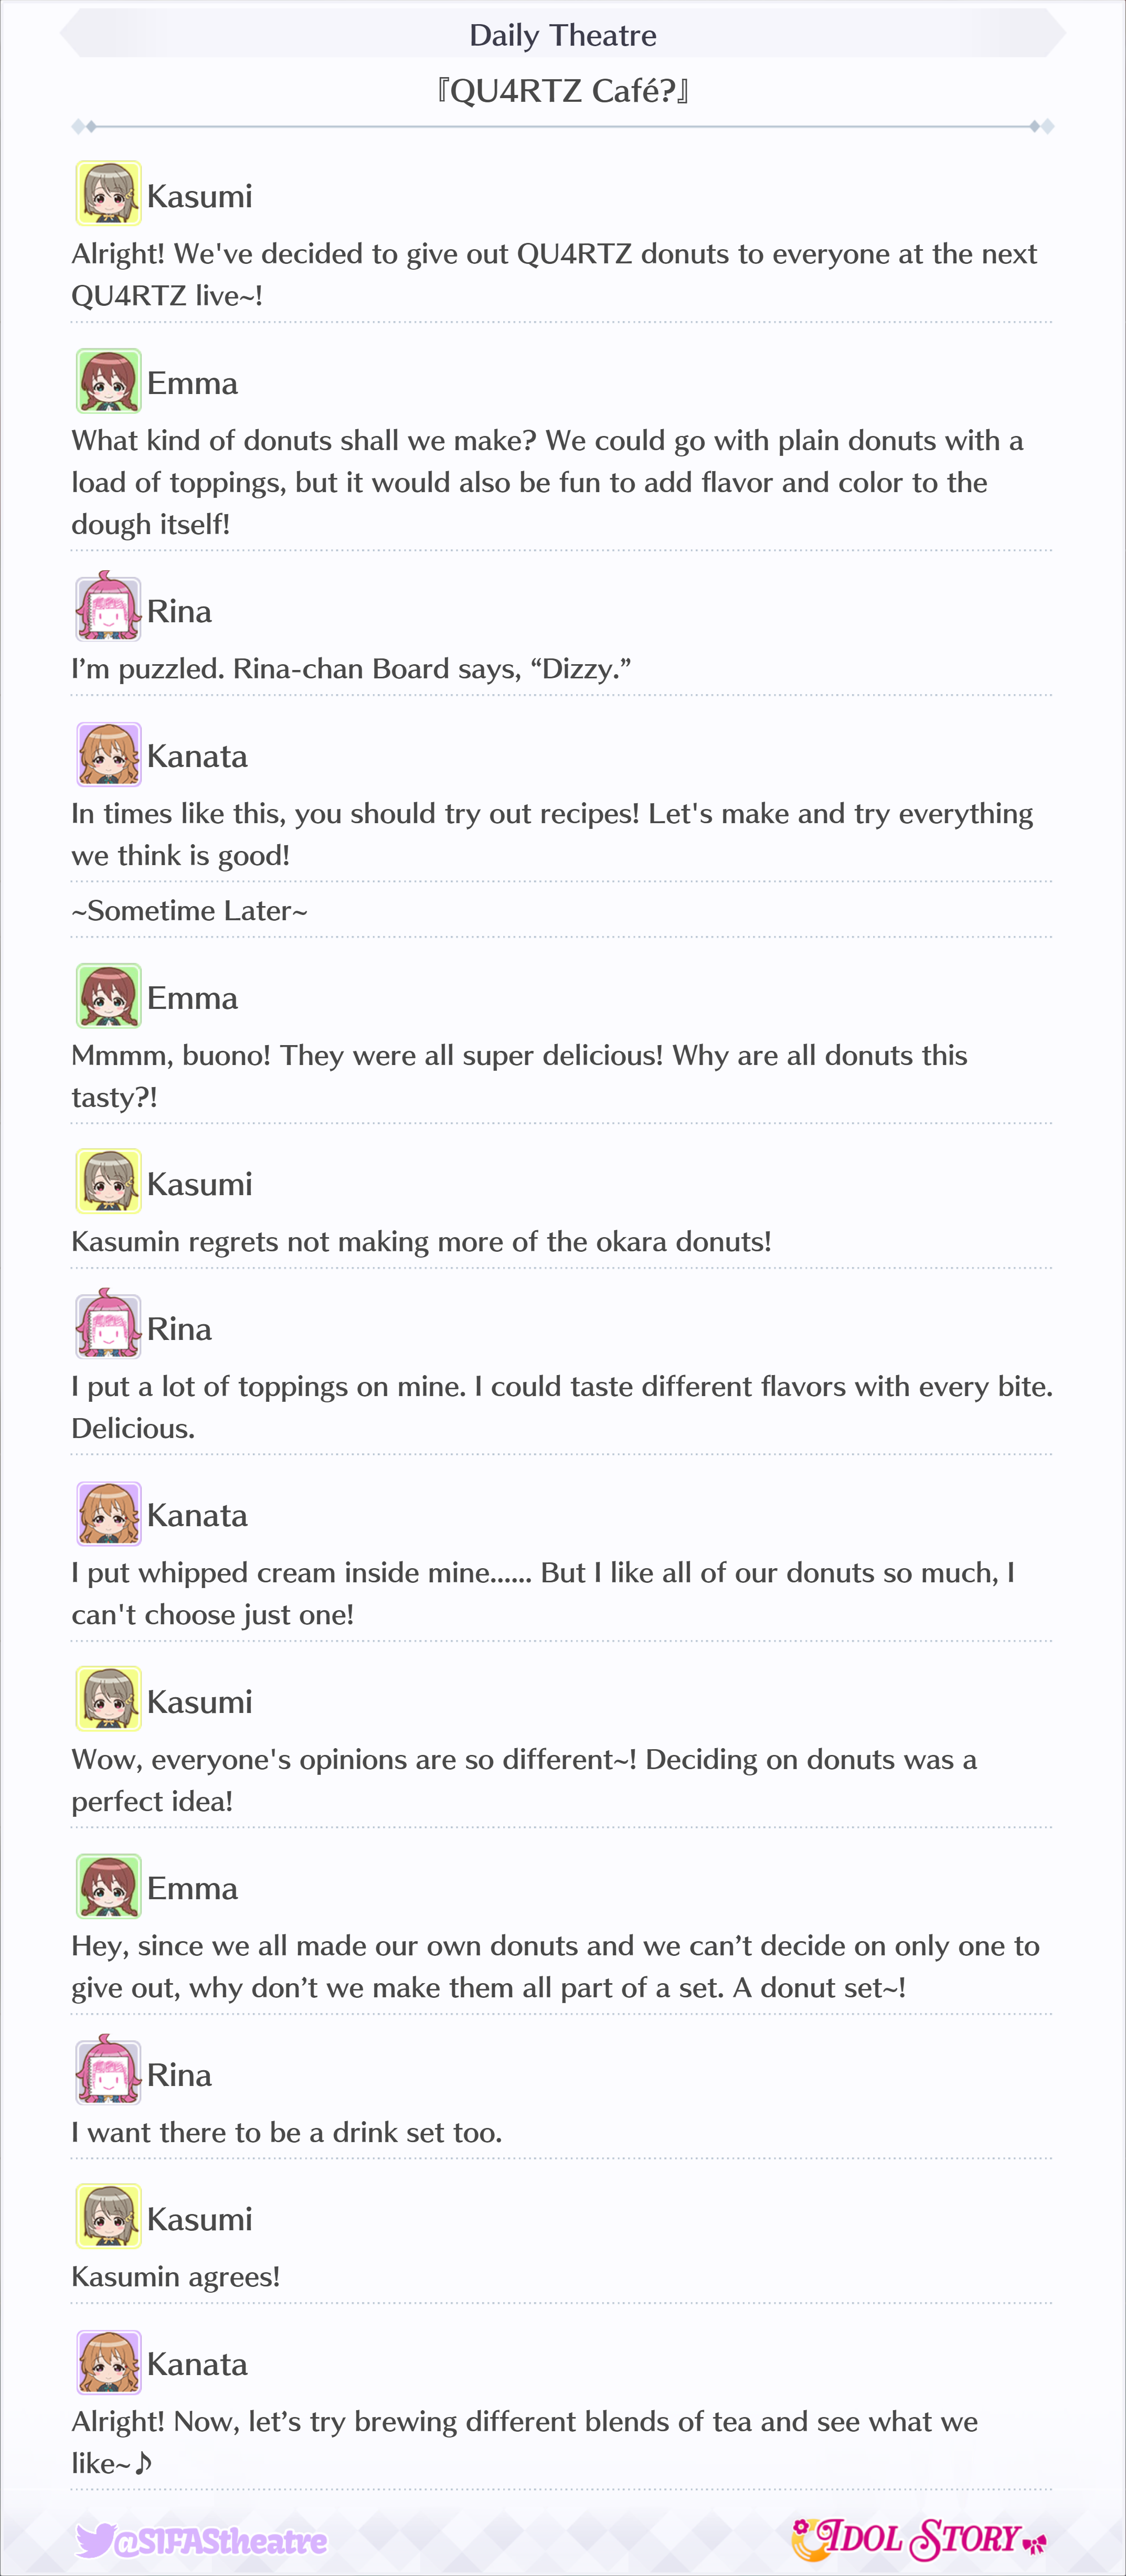 Daily Theatre
『QU4RTZ Café?』
Kasumi
Alright! We've decided to give out QU4RTZ donuts to everyone at the next
QU4RTZ live~!
Emma
What kind of donuts shall we make? We could go with plain donuts with a
load of toppings, but it would also be fun to add flavor and color to the
dough itself!
Rina
I’m puzzled. Rina-chan Board says, “Dizzy.”
Kanata
In times like this, you should try out recipes! Let's make and try everything
we think is good!
~Sometime Later~
Emma
Mmmm, buono! They were all super delicious! Why are all donuts this
tasty?!
Kasumi
Kasumin regrets not making more of the okara donuts!
Rina
I put a lot of toppings on mine. I could taste different flavors with every bite.
Delicious.
Kanata
I put whipped cream inside mine...... But I like all of our donuts so much, I
can't choose just one!
Kasumi
Wow, everyone's opinions are so different~! Deciding on donuts was a
perfect idea!
Emma
Hey, since we all made our own donuts and we can’t decide on only one to
give out, why don’t we make them all part of a set. A donut set~!
Rina
I want there to be a drink set too.
Kasumi
Kasumin agrees!
Kanata
Alright! Now, let’s try brewing different blends of tea and see what we
like~♪
@SIFAStheatre
IDOL STORY